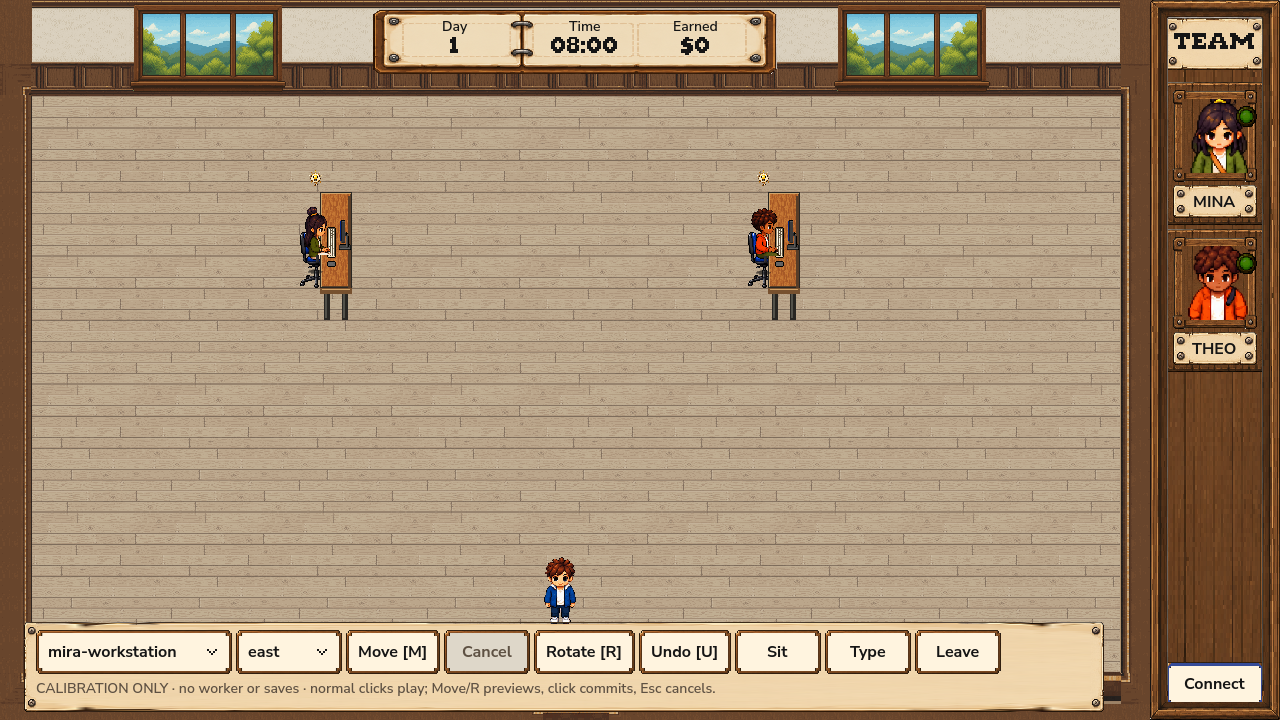 Day
1
Time
08:00
Earned
$0
TEAM
MINA
THEO
mira-workstation
east
Move [M]
Cancel
Rotate [R]
Undo [U]
Sit
Type
Leave
CALIBRATION ONLY · no worker or saves · normal clicks play; Move/R previews, click commits, Esc cancels.
Connect